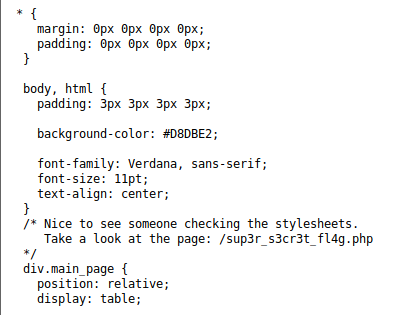 * {
margin: 0px 0px 0px 0px;
padding: 0px 0px 0px 0px;
}
body, html {
padding: 3px 3px 3px 3px;
background-color: #D8DBE2;
font-family: Verdana, sans-serif;
font-size: 11pt;
text-align: center;
}
/* Nice to see someone checking the stylesheets.
Take a look at the page: /sup3r_s3cr3t_fl4g.php
*/
div.main_page {
position: relative;
display: table;